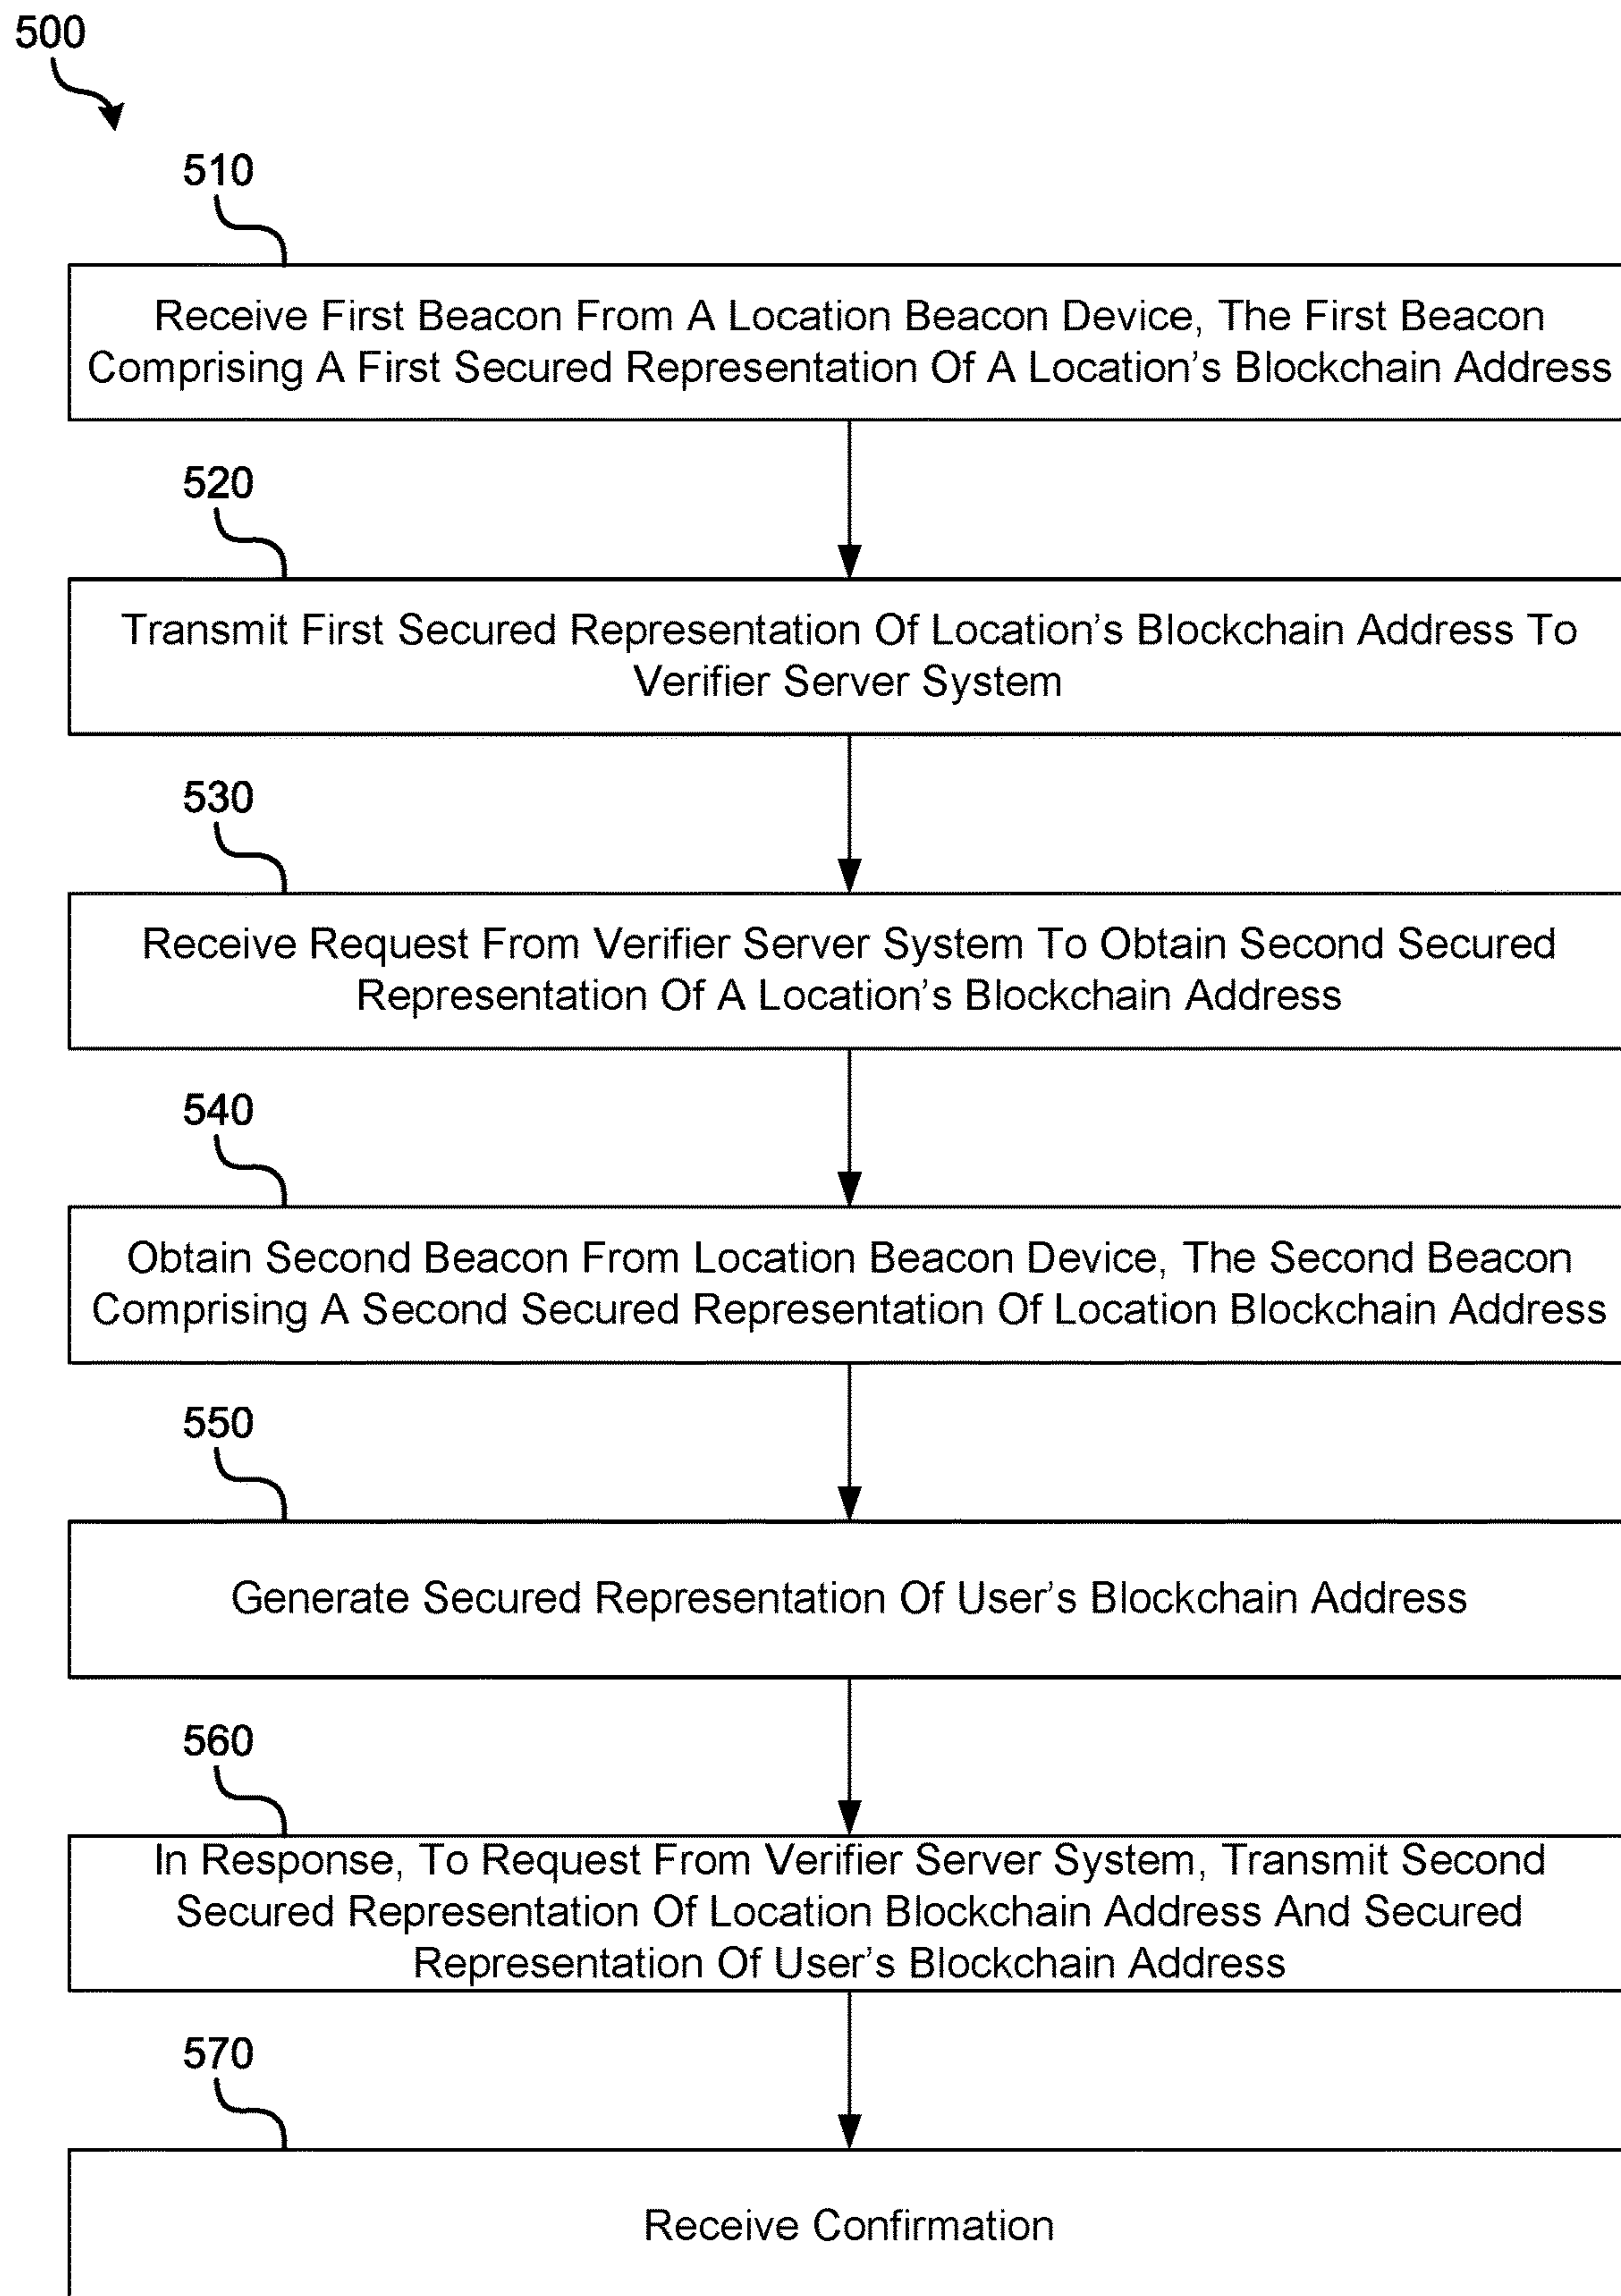 500
510
Receive First Beacon From A Location Beacon Device, The First Beacon
Comprising A First Secured Representation Of A Location's Blockchain Address
520
Transmit First Secured Representation Of Location's Blockchain Address To
Verifier Server System
530
Receive Request From Verifier Server System To Obtain Second Secured
Representation Of A Location's Blockchain Address
540
Obtain Second Beacon From Location Beacon Device, The Second Beacon
Comprising A Second Secured Representation Of Location Blockchain Address
550
Generate Secured Representation Of User's Blockchain Address
560
In Response, To Request From Verifier Server System, Transmit Second
Secured Representation Of Location Blockchain Address And Secured
Representation Of User's Blockchain Address
570
Receive Confirmation